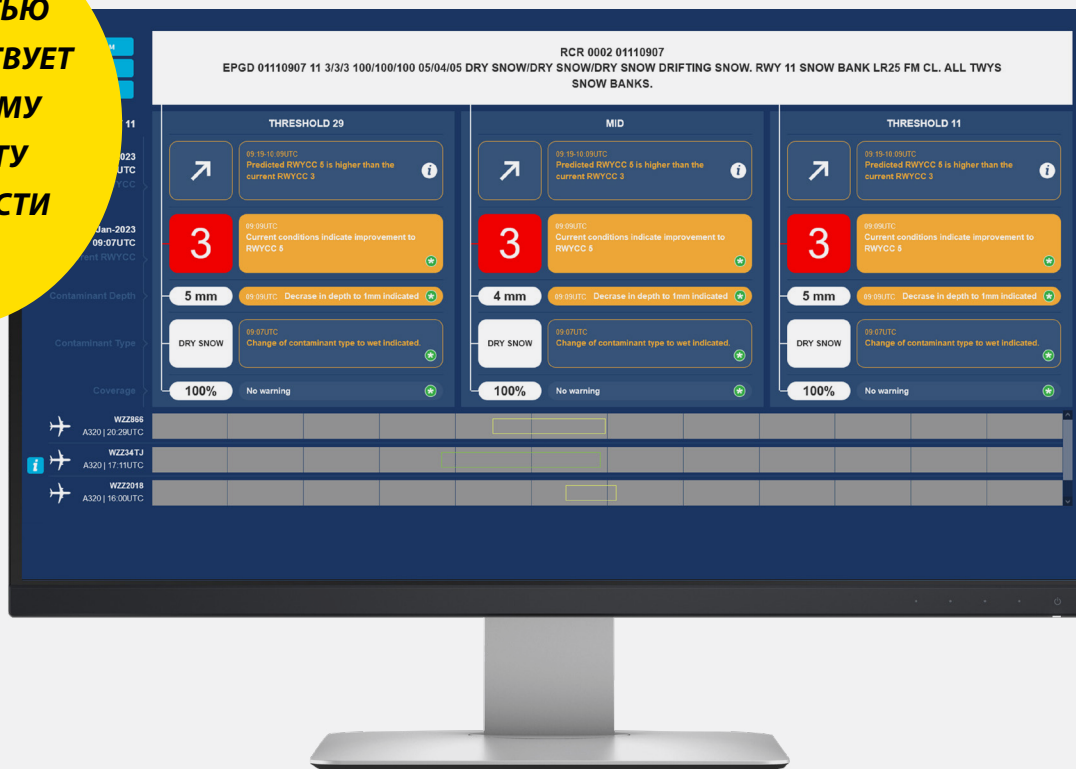 RCR 0002 01110907
EPGD 01110907 11 3/3/3 100/100/100 05/04/05 DRY SNOW/DRY SNOW/DRY SNOW DRIFTING SNOW. RWY 11 SNOW BANK LR25 FM CL. ALL TWYS
SNOW BANKS.
11
THRESHOLD 29
MID
THRESHOLD 11
09:19-10:09UTC
Predicted RWYCC 5 is higher than the
current RWYCC 3
09:19-10:09UTC
Predicted RWYCC 5 is higher than the
current RWYCC 3
09:19-10:09UTC
Predicted RWYCC 5 is higher than the
current RWYCC 3
Jan-2023
09:07UTC
RWYCC
3
09:09UTC
Current conditions indicate improvement to
RWYCC 5
3
09:09UTC
Current conditions indicate improvement to
RWYCC 5
3
09:09UTC
Current conditions indicate improvement to
RWYCC 5
Contaminant Depth
5 mm
09:09UTC Decrase in depth to 1mm indicated
4 mm
09:09UTC Decrase in depth to 1mm indicated
5 mm
09:09UTC Decrase in depth to 1mm indicated
Contaminant Type
DRY SNOW
09:07UTC
Change of contaminant type to wet indicated.
DRY SNOW
09:07UTC
Change of contaminant type to wet indicated.
DRY SNOW
09:07UTC
Change of contaminant type to wet indicated.
Coverage
100%
No warning
100%
No warning
100%
No warning
WZZ866
A320 | 20:29UTC
WZZ34TJ
A320 | 17:11UTC
WZZ2018
A320 | 16:00UTC